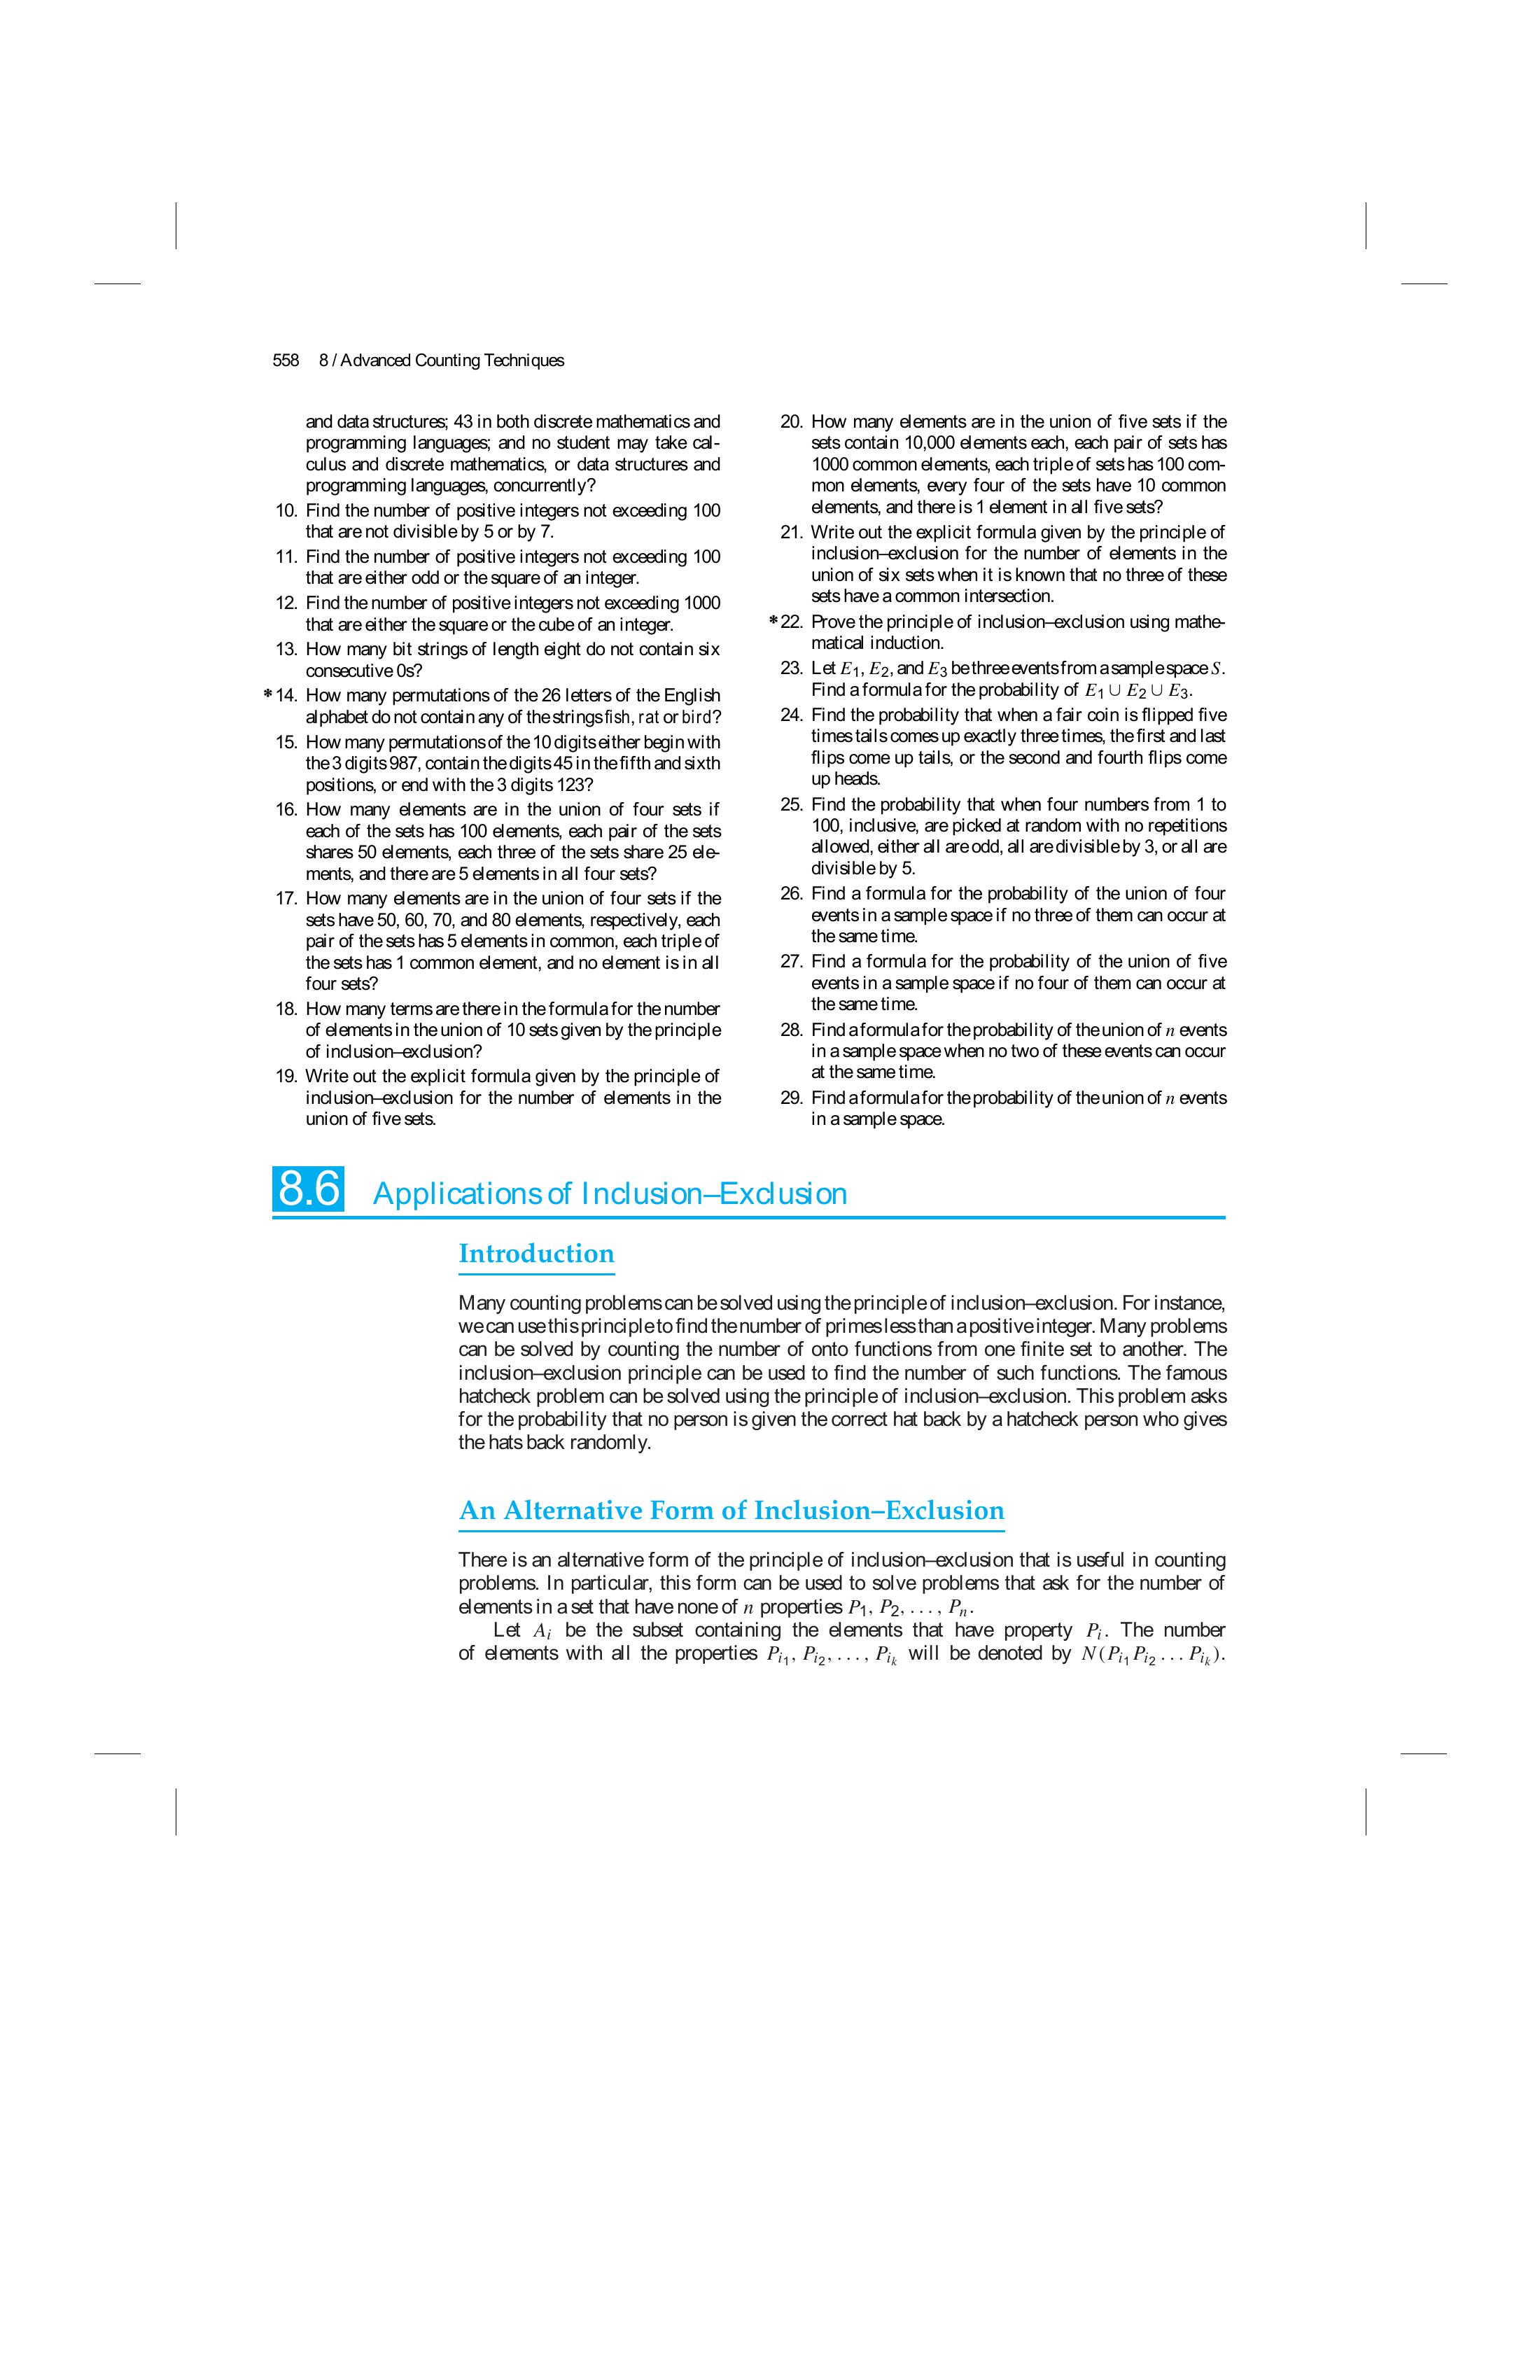 558 8 / Advanced Counting Techniques
and data structures; 43 in both discrete mathematics and
programming languages; and no student may take cal-
culus and discrete mathematics, or data structures and
programming languages, concurrently?
10. Find the number of positive integers not exceeding 100
that are not divisible by 5 or by 7.
11. Find the number of positive integers not exceeding 100
that are either odd or the square of an integer.
12. Find the number of positive integers not exceeding 1000
that are either the square or the cube of an integer.
13. How many bit strings of length eight do not contain six
consecutive 0s?
*14. How many permutations of the 26 letters of the English
alphabet do not contain any of the strings fish, rat or bird?
15. How many permutations of the 10 digits either begin with
the 3 digits 987, contain the digits 45 in the fifth and sixth
positions, or end with the 3 digits 123?
16. How many elements are in the union of four sets if
each of the sets has 100 elements, each pair of the sets
shares 50 elements, each three of the sets share 25 ele-
ments, and there are 5 elements in all four sets?
17. How many elements are in the union of four sets if the
sets have 50, 60, 70, and 80 elements, respectively, each
pair of the sets has 5 elements in common, each triple of
the sets has 1 common element, and no element is in all
four sets?
18. How many terms are there in the formula for the number
of elements in the union of 10 sets given by the principle
of inclusion–exclusion?
19. Write out the explicit formula given by the principle of
inclusion–exclusion for the number of elements in the
union of five sets.
20. How many elements are in the union of five sets if the
sets contain 10,000 elements each, each pair of sets has
1000 common elements, each triple of sets has 100 com-
mon elements, every four of the sets have 10 common
elements, and there is 1 element in all five sets?
21. Write out the explicit formula given by the principle of
inclusion–exclusion for the number of elements in the
union of six sets when it is known that no three of these
sets have a common intersection.
*22. Prove the principle of inclusion–exclusion using mathe-
matical induction.
23. Let E1, E2, and E3 be three events from a sample space S.
Find a formula for the probability of E1 ∪ E2 ∪ E3.
24. Find the probability that when a fair coin is flipped five
times tails comes up exactly three times, the first and last
flips come up tails, or the second and fourth flips come
up heads.
25. Find the probability that when four numbers from 1 to
100, inclusive, are picked at random with no repetitions
allowed, either all are odd, all are divisible by 3, or all are
divisible by 5.
26. Find a formula for the probability of the union of four
events in a sample space if no three of them can occur at
the same time.
27. Find a formula for the probability of the union of five
events in a sample space if no four of them can occur at
the same time.
28. Find a formula for the probability of the union of n events
in a sample space when no two of these events can occur
at the same time.
29. Find a formula for the probability of the union of n events
in a sample space.
8.6 Applications of Inclusion–Exclusion
Introduction
Many counting problems can be solved using the principle of inclusion–exclusion. For instance,
we can use this principle to find the number of primes less than a positive integer. Many problems
can be solved by counting the number of onto functions from one finite set to another. The
inclusion–exclusion principle can be used to find the number of such functions. The famous
hatcheck problem can be solved using the principle of inclusion–exclusion. This problem asks
for the probability that no person is given the correct hat back by a hatcheck person who gives
the hats back randomly.
An Alternative Form of Inclusion–Exclusion
There is an alternative form of the principle of inclusion–exclusion that is useful in counting
problems. In particular, this form can be used to solve problems that ask for the number of
elements in a set that have none of n properties P1, P2, . . . , Pn.
Let Ai be the subset containing the elements that have property Pi. The number
of elements with all the properties Pi1, Pi2, . . . , Pik will be denoted by N(Pi1Pi2 . . . Pik).